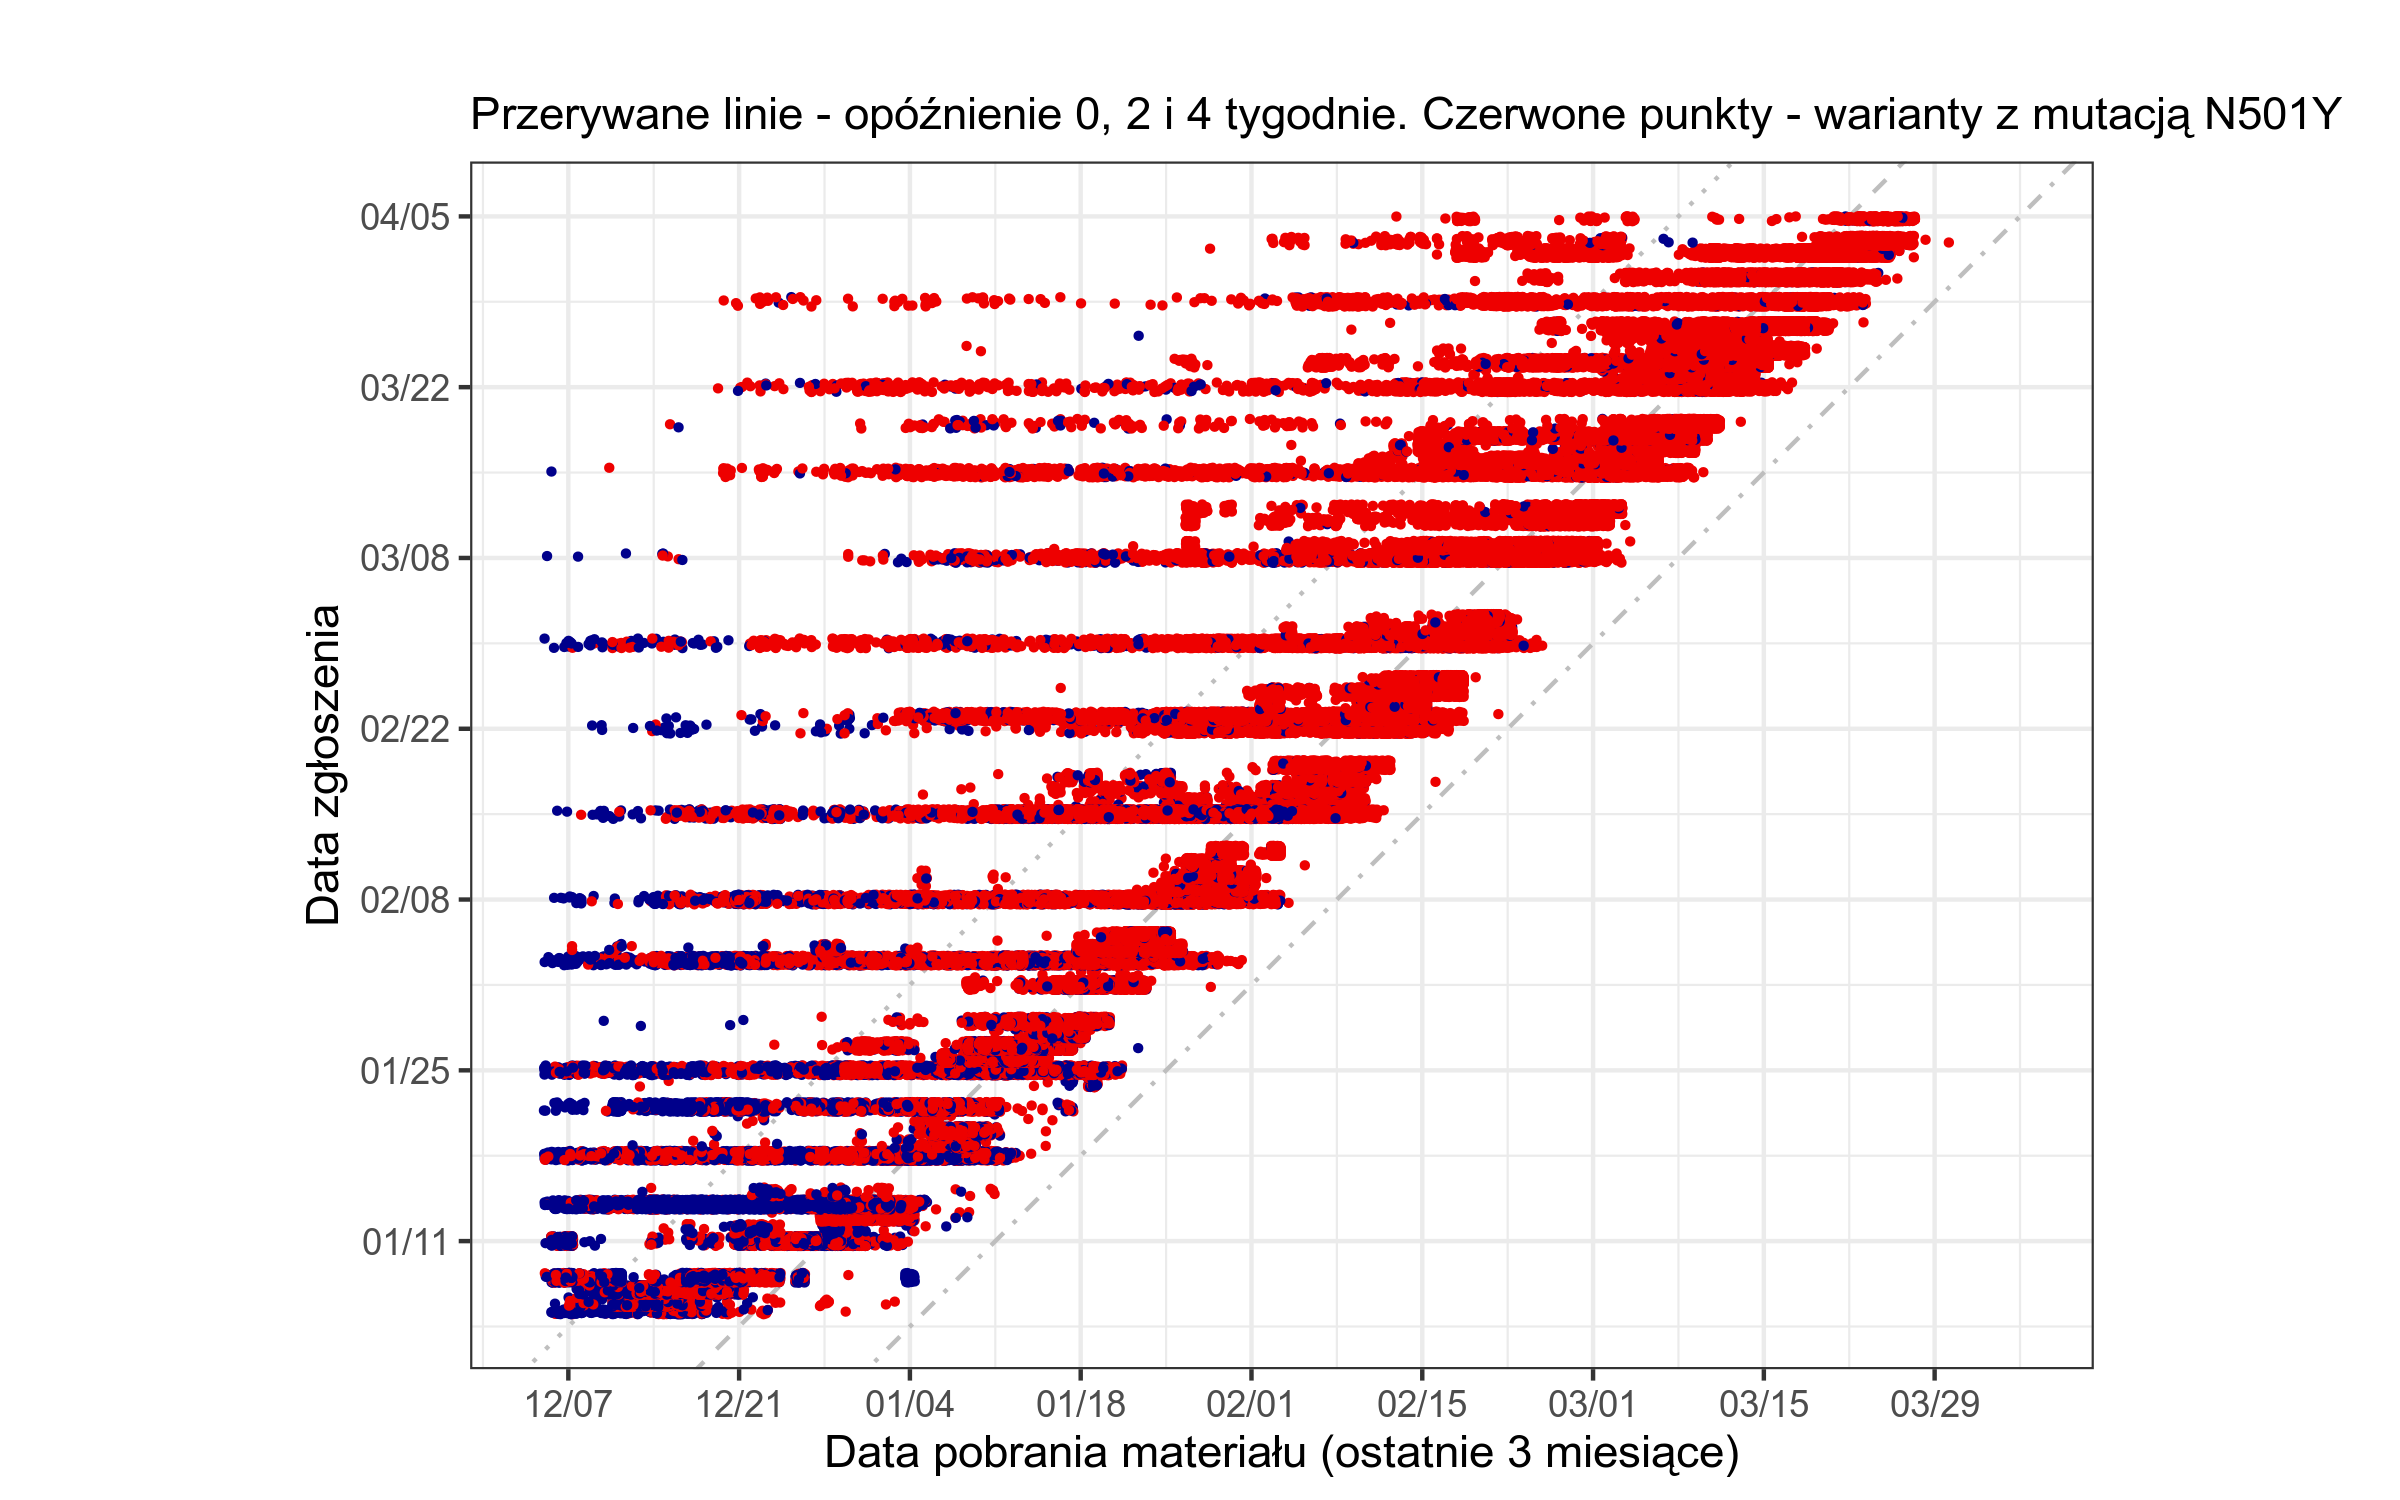 Przerywane linie - opóźnienie 0, 2 i 4 tygodnie. Czerwone punkty - warianty z mutacją N501Y
Data zgłoszenia
04/05
03/22
03/08
02/22
02/08
01/25
01/11
12/07 12/21 01/04 01/18 02/01 02/15 03/01 03/15 03/29
Data pobrania materiału (ostatnie 3 miesiące)